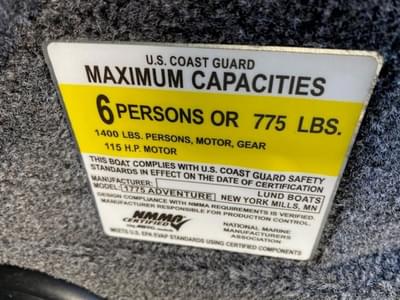 U.S. COAST GUARD
MAXIMUM CAPACITIES
6 PERSONS OR 775 LBS.
1400 LBS. PERSONS, MOTOR, GEAR
115 H.P. MOTOR
THIS BOAT COMPLIES WITH U.S. COAST GUARD SAFETY
STANDARDS IN EFFECT ON THE DATE OF CERTIFICATION
MANUFACTURER: LUND BOATS
MODEL: 1775 ADVENTURE NEW YORK MILLS, MN
DESIGN COMPLIANCE WITH NMMA REQUIREMENTS IS VERIFIED.
MANUFACTURER RESPONSIBLE FOR PRODUCTION CONTROL.
NMMA
CERTIFIED
NATIONAL MARINE
MANUFACTURERS
ASSOCIATION
MEETS U.S. EPA EVAP STANDARDS USING CERTIFIED COMPONENTS